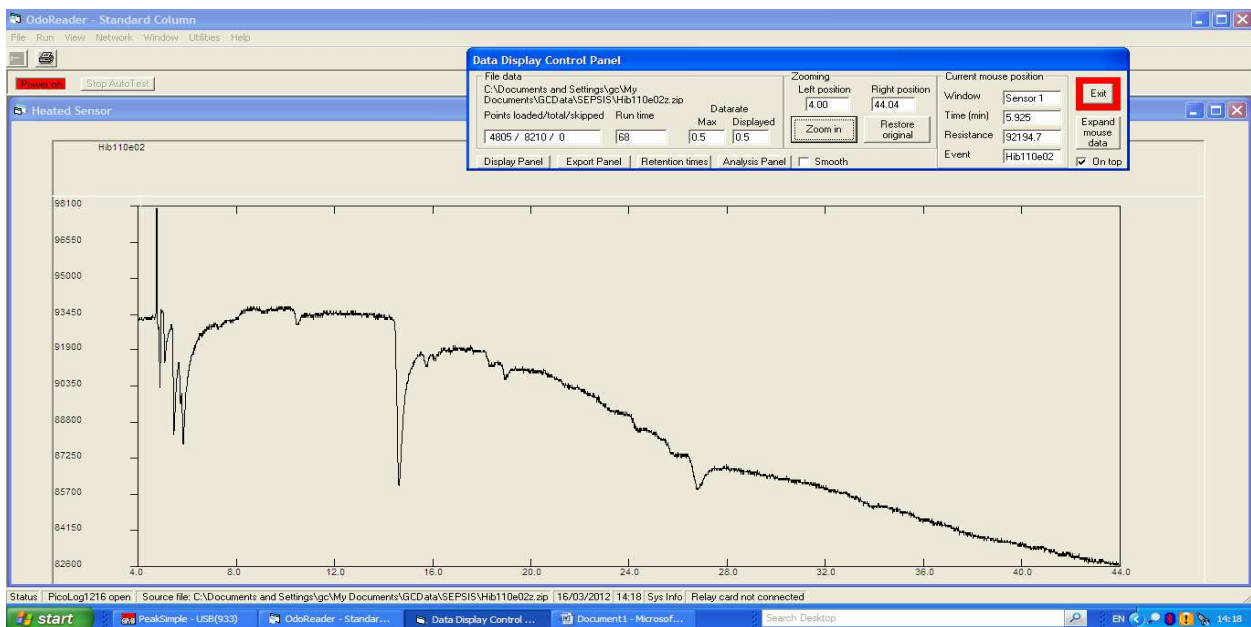 OdoReader - Standard Column
File Run View Network Window Utilities Help
Power on Stop AutoTest
Heated Sensor
Data Display Control Panel
File data
C:\Documents and Settings\gc\My
Documents\GCData\SEPSIS\Hib110e02z.zip
Points loaded/total/skipped Run time
4805 / 8210 / 0 68
Datarate
Max Displayed
0.5 0.5
Zooming
Left position Right position
4.00 44.04
Zoom in Restore original
Current mouse position
Window Sensor 1
Time (min) 5.925
Resistance 92194.7
Event Hib110e02
Exit
Expand
mouse
data
On top
Display Panel Export Panel Retention times Analysis Panel Smooth
Hib110e02
98100
96550
95000
93450
91900
90350
88800
87250
85700
84150
82600
4.0 8.0 12.0 16.0 20.0 24.0 28.0 32.0 36.0 40.0 44.0
Status PicoLog1216 open Source file: C:\Documents and Settings\gc\My Documents\GCData\SEPSIS\Hib110e02z.zip 16/03/2012 14:18 Sys Info Relay card not connected
start PeakSimple - USB(933) OdoReader - Standar... Data Display Control ... Document1 - Microsof... Search Desktop EN 14:18